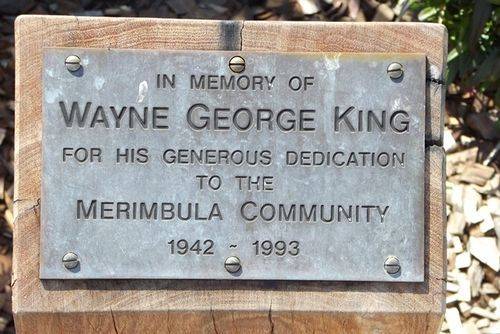 IN MEMORY OF
WAYNE GEORGE KING
FOR HIS GENEROUS DEDICATION
TO THE
MERIMBULA COMMUNITY
1942 ~ 1993